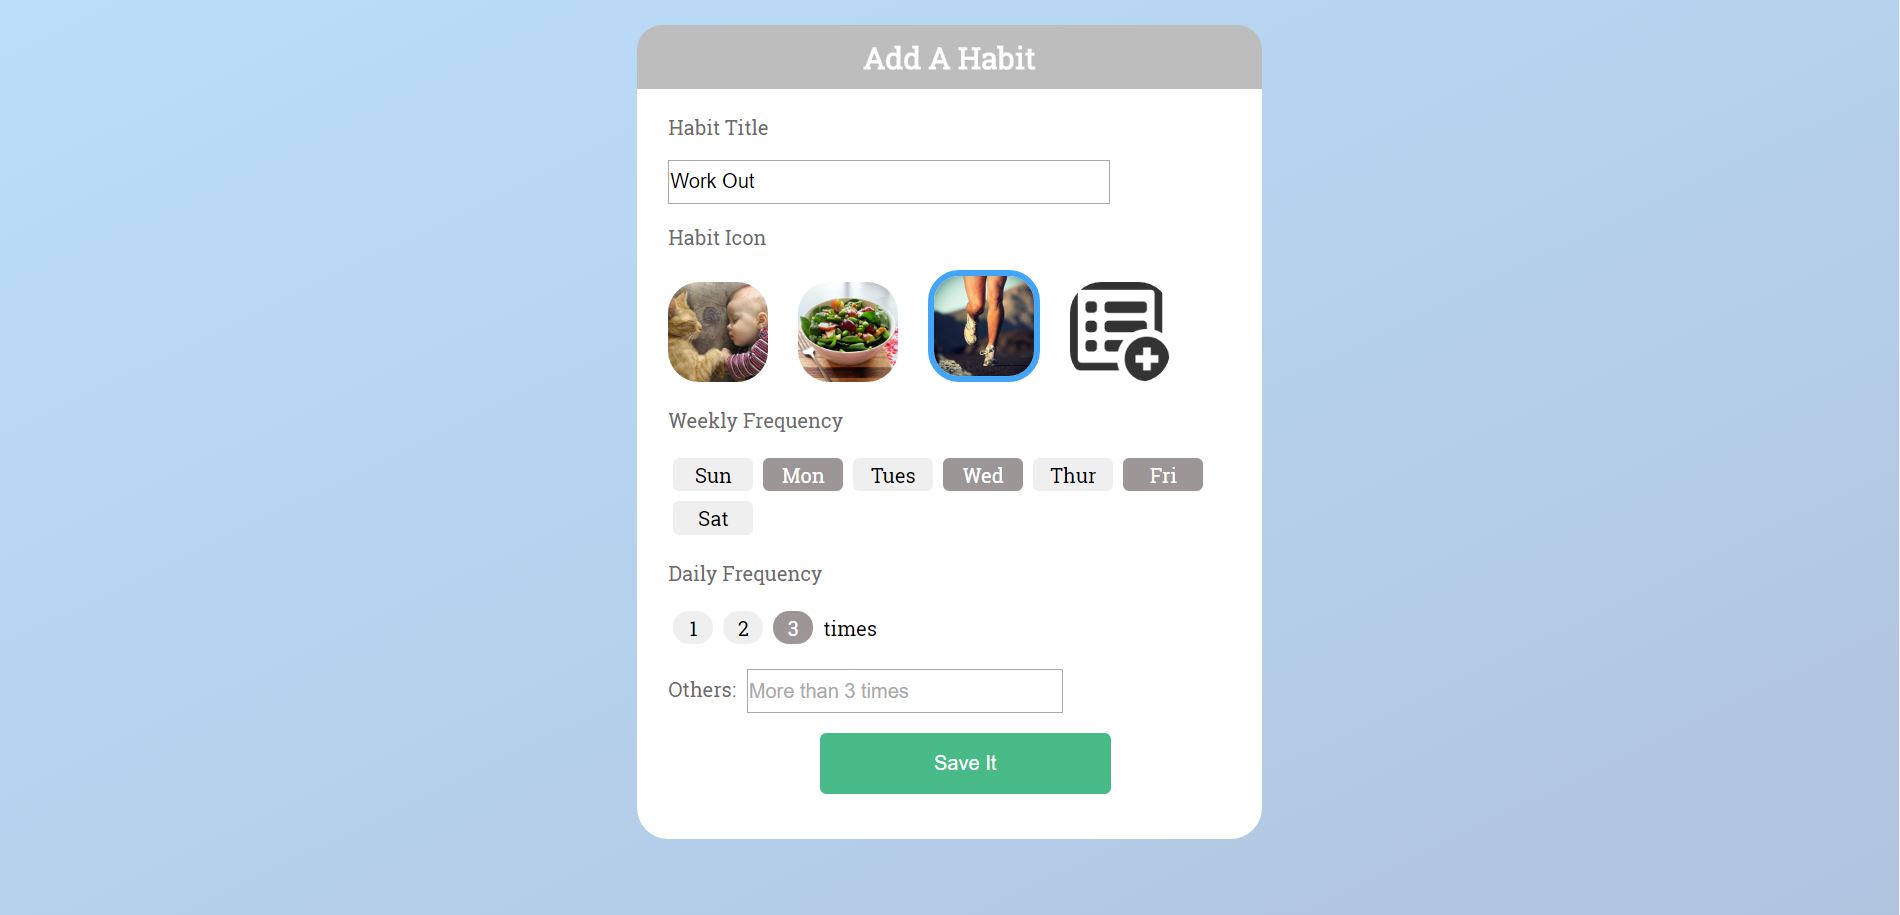 Add A Habit
Habit Title
Work Out
Habit Icon
Weekly Frequency
Sun Mon Tues Wed Thur Fri
Sat
Daily Frequency
1 2 3 times
Others: More than 3 times
Save It